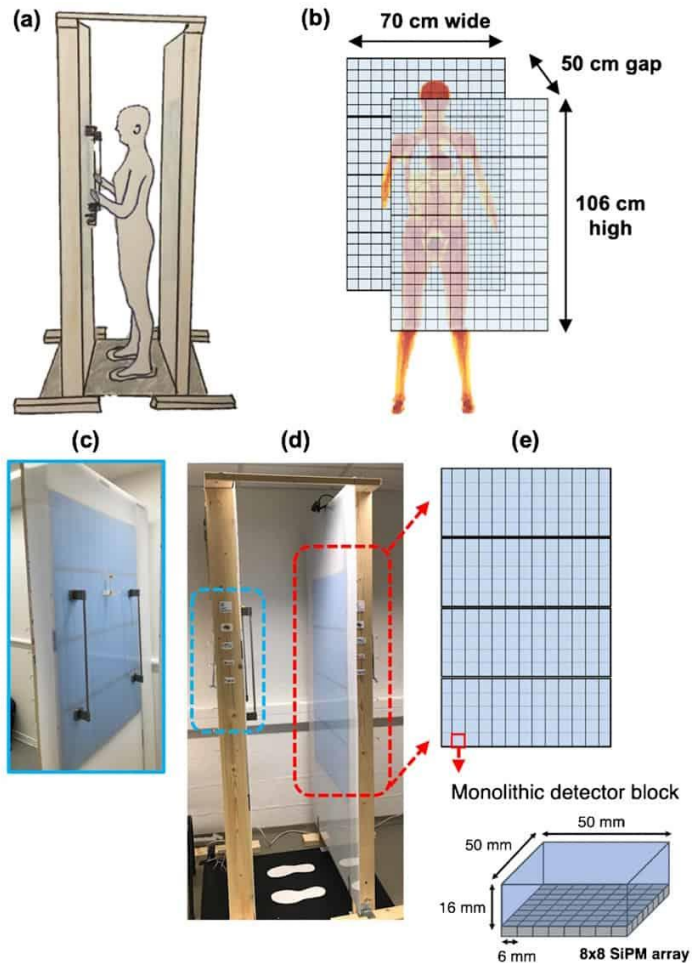 (a)
(b)
70 cm wide
50 cm gap
106 cm
high
(c)
(d)
(e)
Monolithic detector block
50 mm
50 mm
16 mm
6 mm
8x8 SiPM array